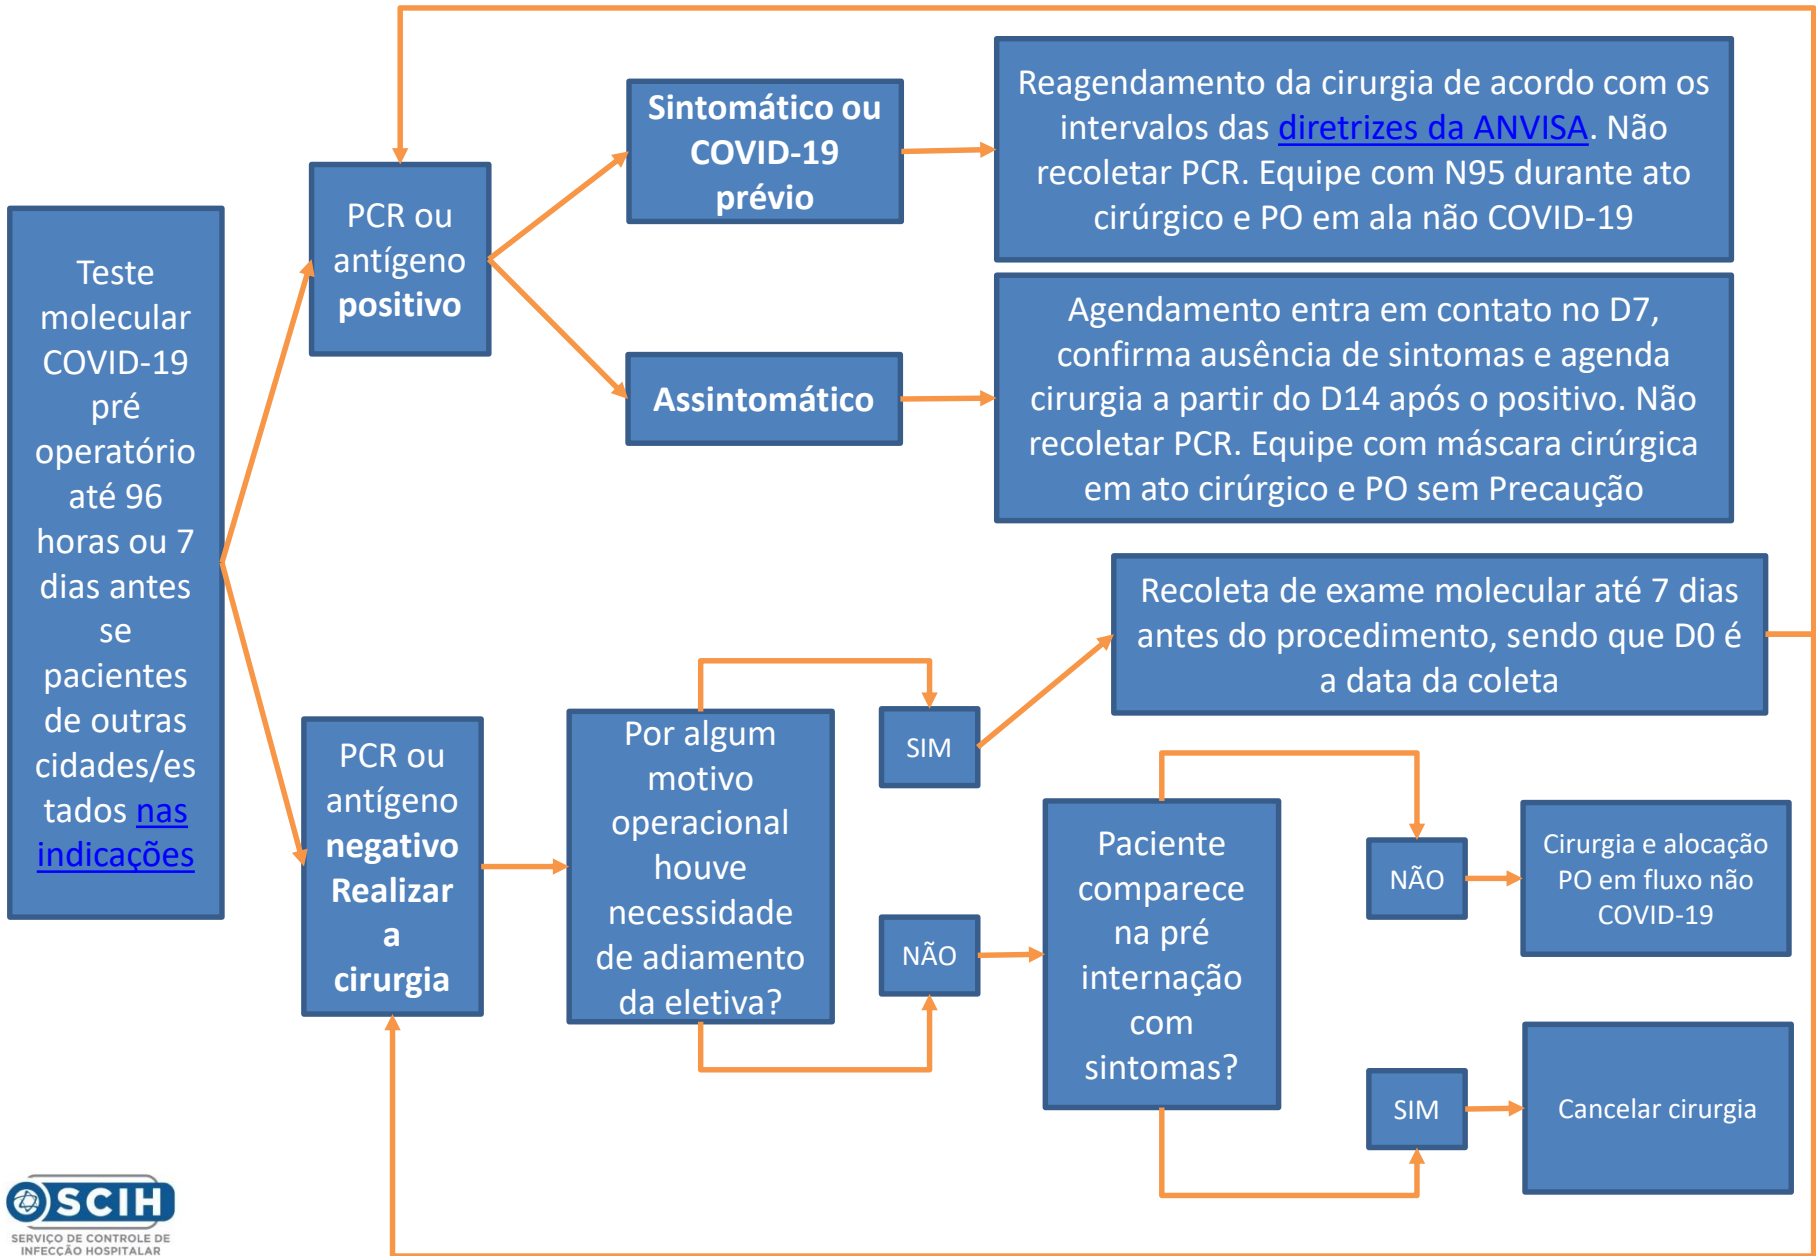 Teste
molecular
COVID-19
pré
operatório
até 96
horas ou 7
dias antes
se
pacientes
de outras
cidades/es
tados nas
indicações
PCR ou
antígeno
positivo
Sintomático ou
COVID-19
prévio
Reagendamento da cirurgia de acordo com os
intervalos das diretrizes da ANVISA. Não
recoletar PCR. Equipe com N95 durante ato
cirúrgico e PO em ala não COVID-19
Assintomático
Agendamento entra em contato no D7,
confirma ausência de sintomas e agenda
cirurgia a partir do D14 após o positivo. Não
recoletar PCR. Equipe com máscara cirúrgica
em ato cirúrgico e PO sem Precaução
PCR ou
antígeno
negativo
Realizar
a
cirurgia
Por algum
motivo
operacional
houve
necessidade
de adiamento
da eletiva?
SIM
Recoleta de exame molecular até 7 dias
antes do procedimento, sendo que D0 é
a data da coleta
NÃO
Paciente
comparece
na pré
internação
com
sintomas?
NÃO
Cirurgia e alocação
PO em fluxo não
COVID-19
SIM
Cancelar cirurgia
SCIH
SERVIÇO DE CONTROLE DE
INFECÇÃO HOSPITALAR